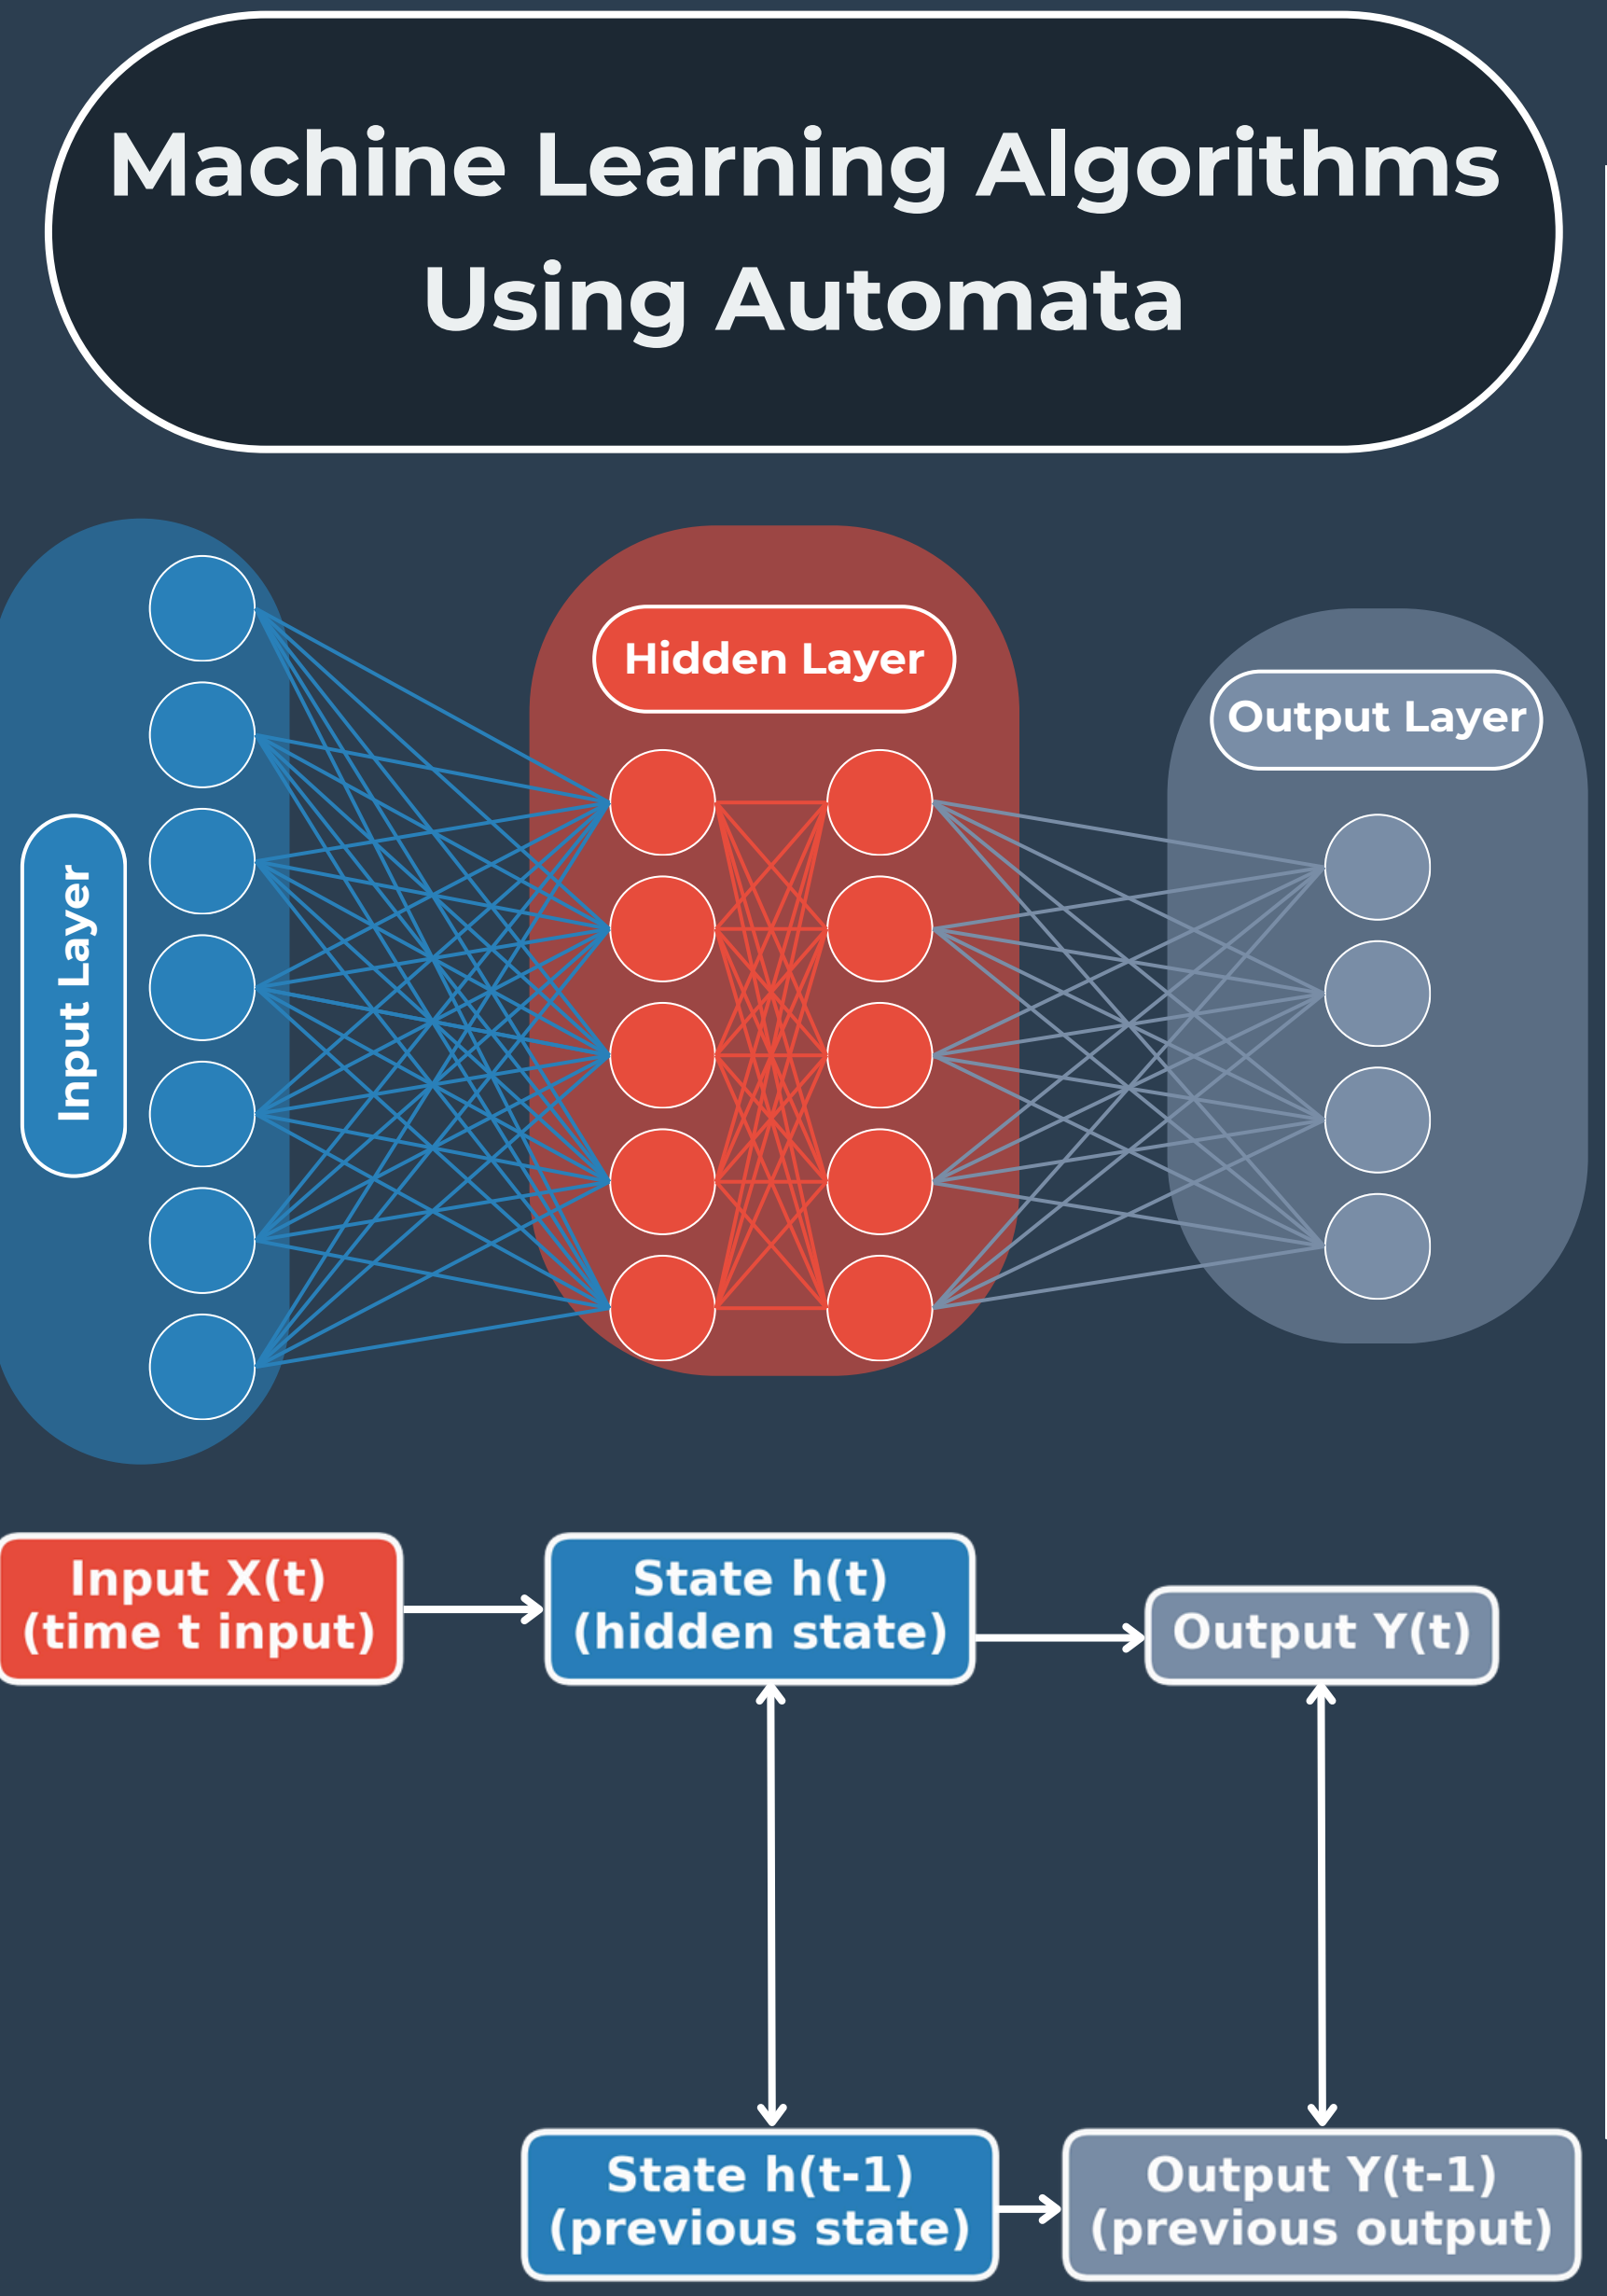 Machine Learning Algorithms
Using Automata
Hidden Layer
Output Layer
Input Layer
Input X(t)
(time t input)
State h(t)
(hidden state)
Output Y(t)
State h(t-1)
(previous state)
Output Y(t-1)
(previous output)